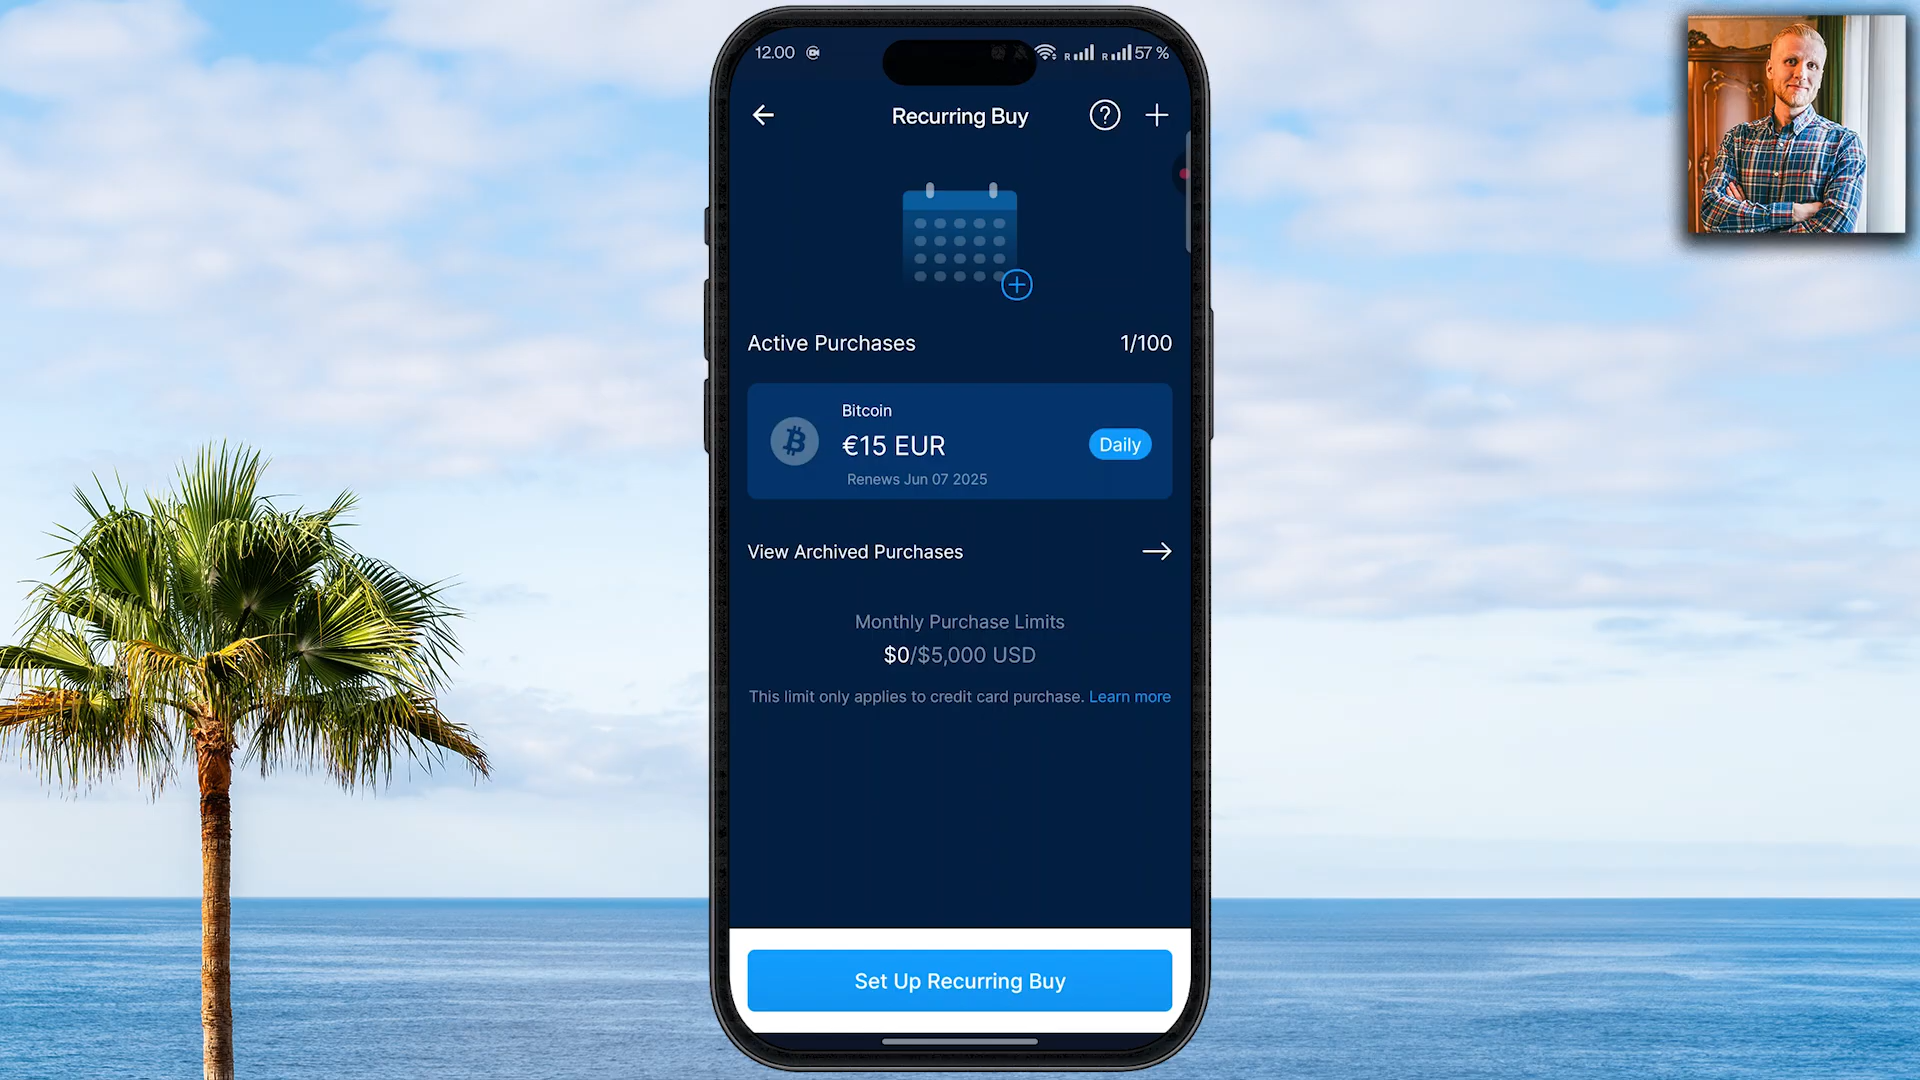 12.00
57 %
Recurring Buy
Active Purchases 1/100
Bitcoin
€15 EUR
Daily
Renews Jun 07 2025
View Archived Purchases
Monthly Purchase Limits
$0/$5,000 USD
This limit only applies to credit card purchase. Learn more
Set Up Recurring Buy